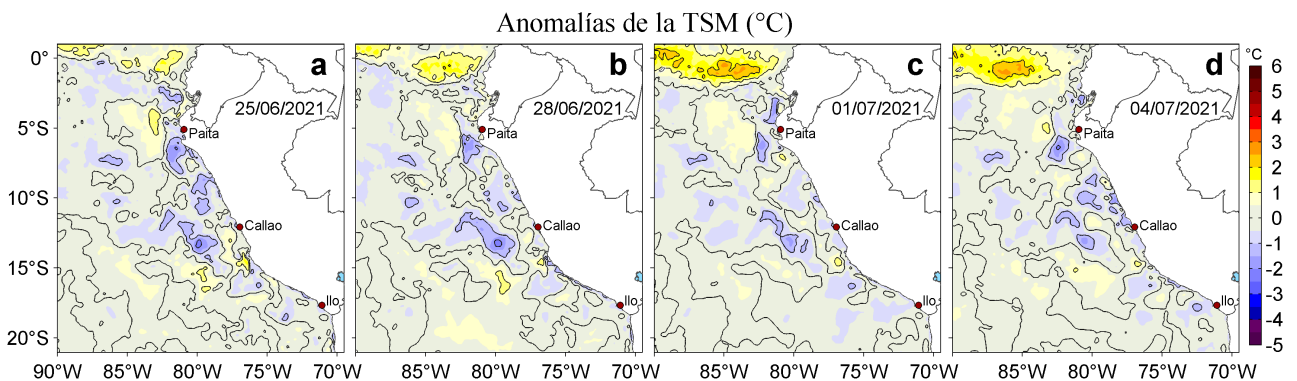 Anomalías de la TSM (°C)
a
25/06/2021
Paita
Callao
Ilo
b
28/06/2021
Paita
Callao
Ilo
c
01/07/2021
Paita
Callao
Ilo
d
04/07/2021
Paita
Callao
Ilo
0°
5°S
10°S
15°S
20°S
90°W 85°W 80°W 75°W 70°W
85°W 80°W 75°W 70°W
85°W 80°W 75°W 70°W
85°W 80°W 75°W 70°W
°C
6
5
4
3
2
1
0
-1
-2
-3
-4
-5